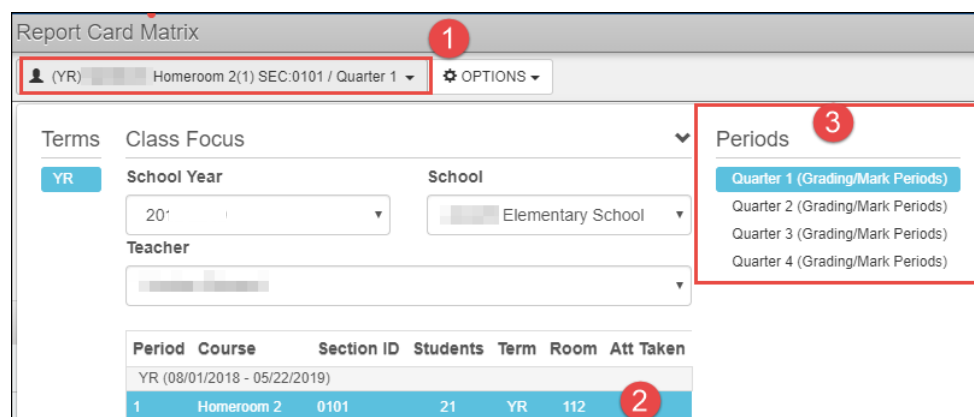 Report Card Matrix
1
(YR) Homeroom 2(1) SEC:0101 / Quarter 1 OPTIONS
3
Terms Class Focus Periods
YR School Year School Quarter 1 (Grading/Mark Periods)
201 Elementary School Quarter 2 (Grading/Mark Periods)
Quarter 3 (Grading/Mark Periods)
Teacher Quarter 4 (Grading/Mark Periods)
Period Course Section ID Students Term Room Att Taken
YR (08/01/2018 - 05/22/2019)
1 Homeroom 2 0101 21 YR 112 2